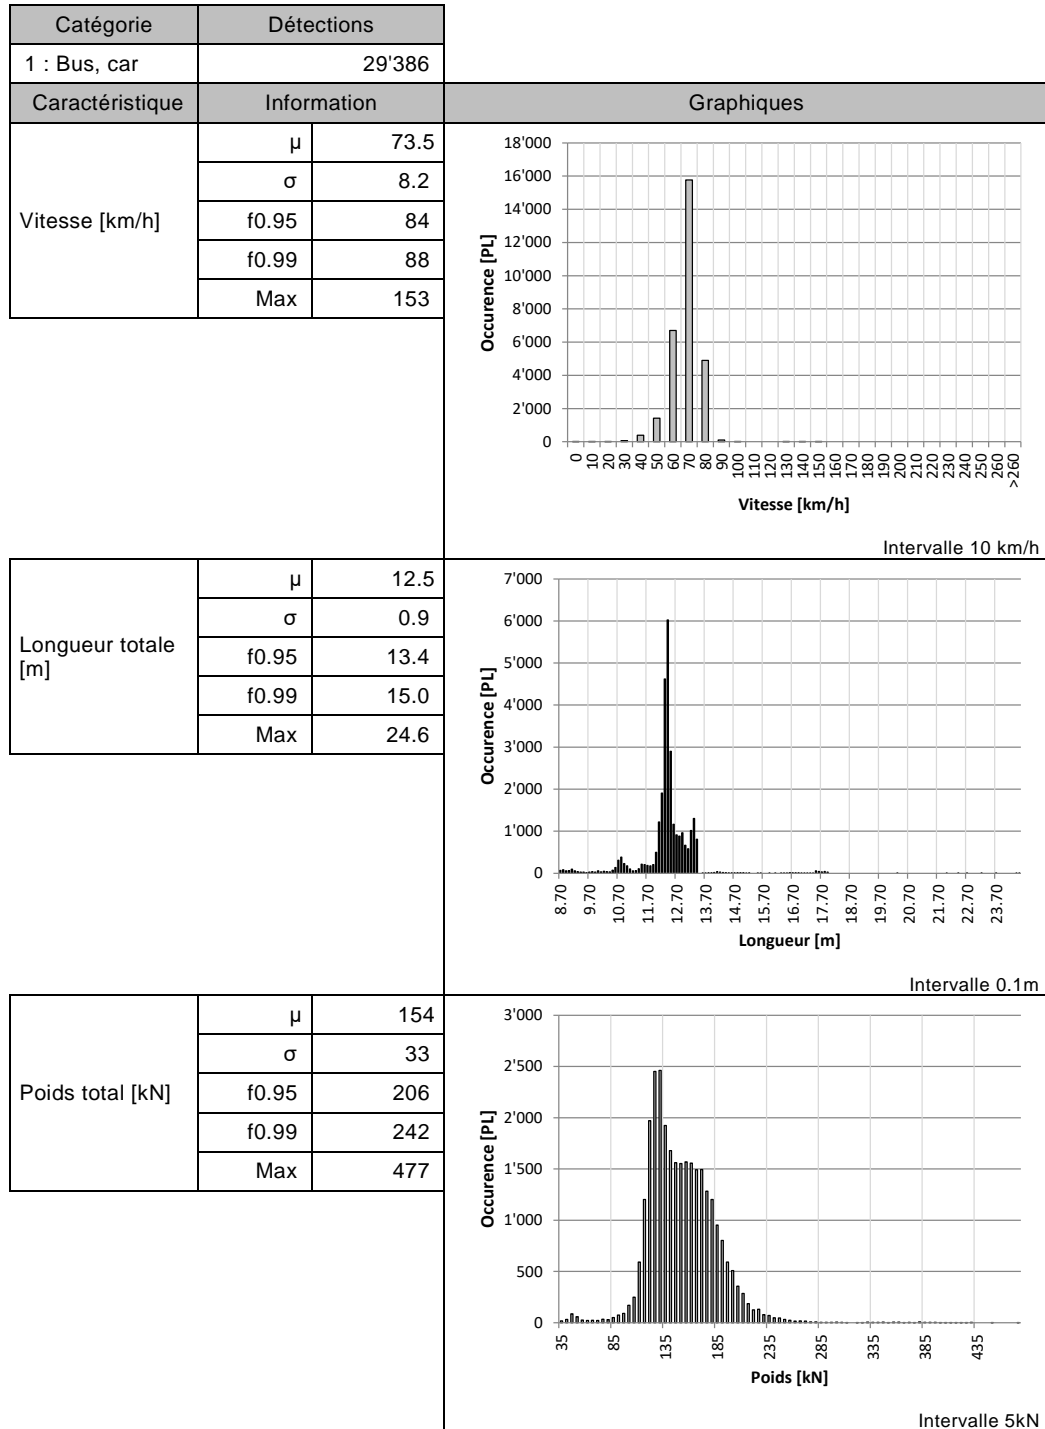 Catégorie Détections
1 : Bus, car 29'386
Caractéristique Information Graphiques
Vitesse [km/h]
μ 73.5
σ 8.2
f0.95 84
f0.99 88
Max 153
18'000
16'000
14'000
12'000
10'000
8'000
6'000
4'000
2'000
0
Occurence [PL]
0 10 20 30 40 50 60 70 80 90 100 110 120 130 140 150 160 170 180 190 200 210 220 230 240 250 260 >260
Vitesse [km/h]
Intervalle 10 km/h
Longueur totale
[m]
μ 12.5
σ 0.9
f0.95 13.4
f0.99 15.0
Max 24.6
7'000
6'000
5'000
4'000
3'000
2'000
1'000
0
Occurence [PL]
8.70 9.70 10.70 11.70 12.70 13.70 14.70 15.70 16.70 17.70 18.70 19.70 20.70 21.70 22.70 23.70
Longueur [m]
Intervalle 0.1m
Poids total [kN]
μ 154
σ 33
f0.95 206
f0.99 242
Max 477
3'000
2'500
2'000
1'500
1'000
500
0
Occurence [PL]
35 85 135 185 235 285 335 385 435
Poids [kN]
Intervalle 5kN